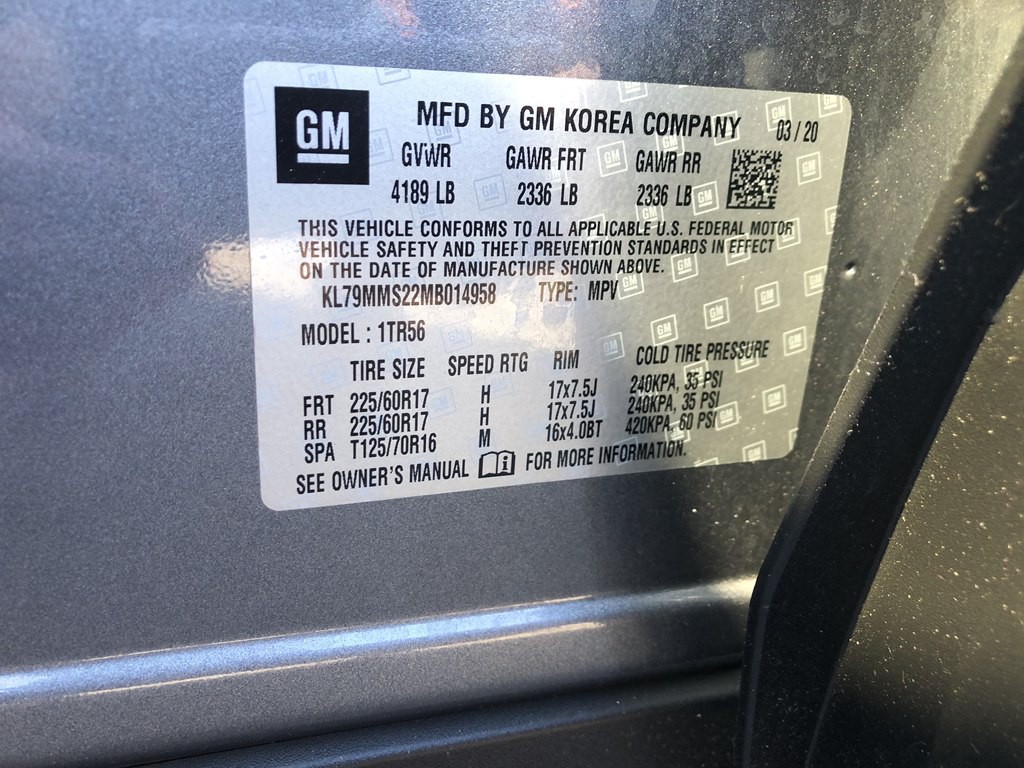 GM
MFD BY GM KOREA COMPANY 03/20
GVWR GAWR FRT GAWR RR
4189 LB 2336 LB 2336 LB
THIS VEHICLE CONFORMS TO ALL APPLICABLE U.S. FEDERAL MOTOR
VEHICLE SAFETY AND THEFT PREVENTION STANDARDS IN EFFECT
ON THE DATE OF MANUFACTURE SHOWN ABOVE.
KL79MMS22MB014958 TYPE: MPV
MODEL : 1TR56
TIRE SIZE SPEED RTG RIM COLD TIRE PRESSURE
FRT 225/60R17 H 17x7.5J 240KPA, 35 PSI
RR 225/60R17 H 17x7.5J 240KPA, 35 PSI
SPA T125/70R16 M 16x4.0BT 420KPA, 60 PSI
SEE OWNER'S MANUAL i FOR MORE INFORMATION.